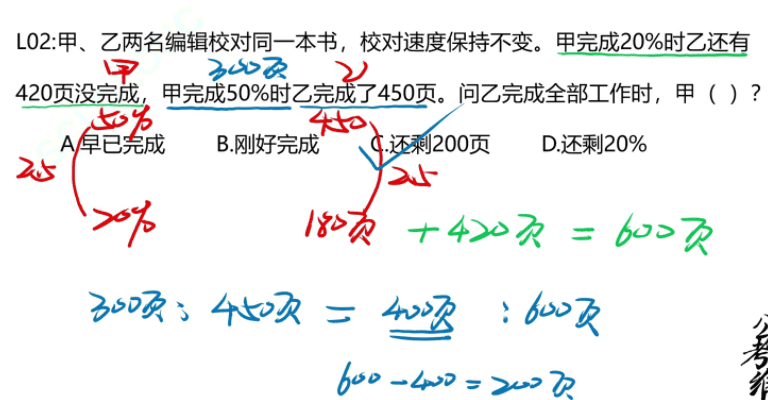 L02:甲、乙两名编辑校对同一本书，校对速度保持不变。甲完成20%时乙还有
甲 300页 乙
420页没完成，甲完成50%时乙完成了450页。问乙完成全部工作时，甲（ ）？
50% 450
A.早已完成 B.刚好完成 C.还剩200页 D.还剩20%
2.5 2.5
20% 180页 +420页 = 600页
300页 : 450页 = 400页 : 600页
600-400=200页
公考